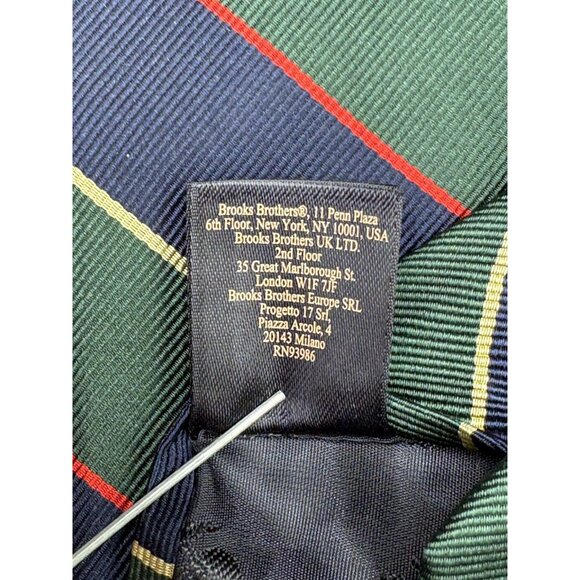 Brooks Brothers®, 11 Penn Plaza
6th Floor, New York, NY 10001, USA
Brooks Brothers UK LTD.
2nd Floor
35 Great Marlborough St.
London W1F 7JF
Brooks Brothers Europe SRL
Progetto 17 Srl
Piazza Arcole, 4
20143 Milano
RN93986